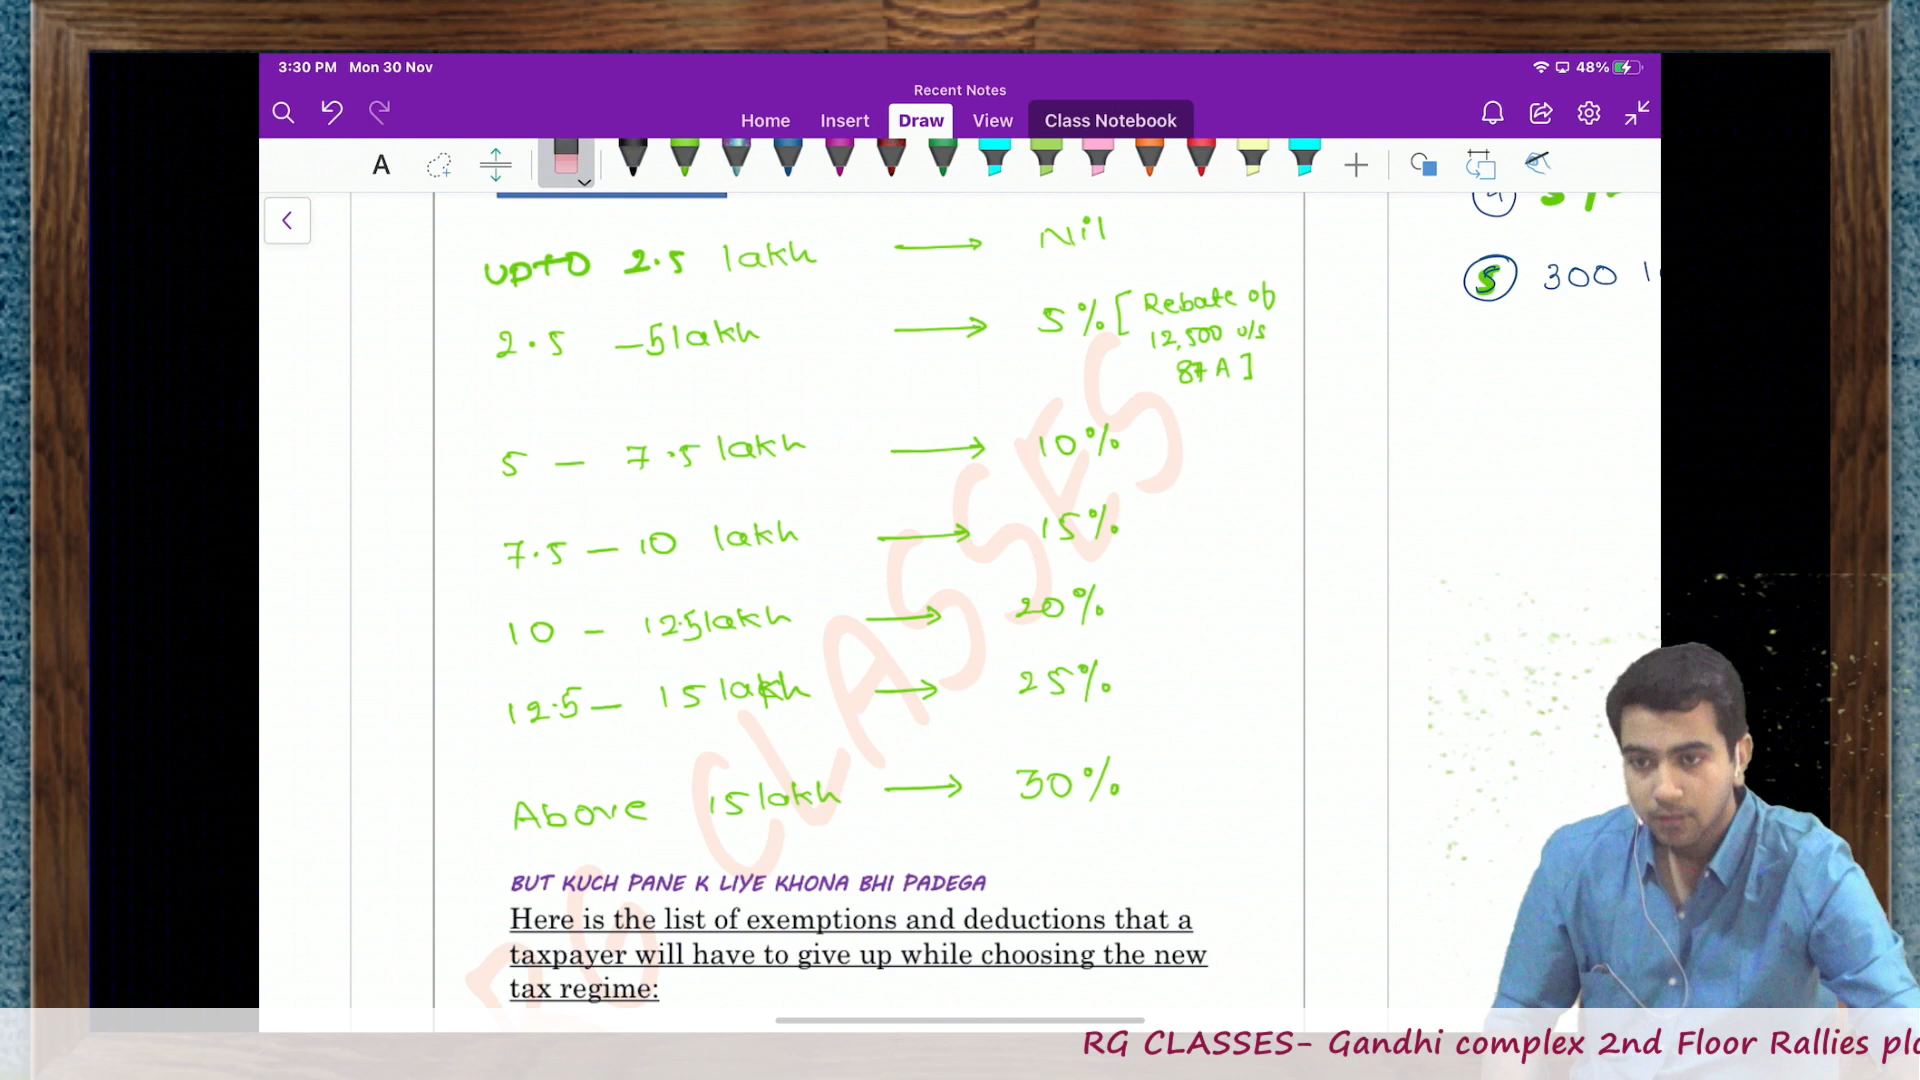 3:30 PM Mon 30 Nov
48%
Recent Notes
Home Insert Draw View Class Notebook
A
UPTO 2.5 lakh → Nil
2.5 – 5 lakh → 5% [Rebate of
12,500 u/s
87A]
5 – 7.5 lakh → 10%
7.5 – 10 lakh → 15%
10 – 12.5 lakh → 20%
12.5 – 15 lakh → 25%
Above 15 lakh → 30%
5 300
BUT KUCH PANE K LIYE KHONA BHI PADEGA
Here is the list of exemptions and deductions that a
taxpayer will have to give up while choosing the new
tax regime:
RG CLASSES
RG CLASSES- Gandhi complex 2nd Floor Rallies